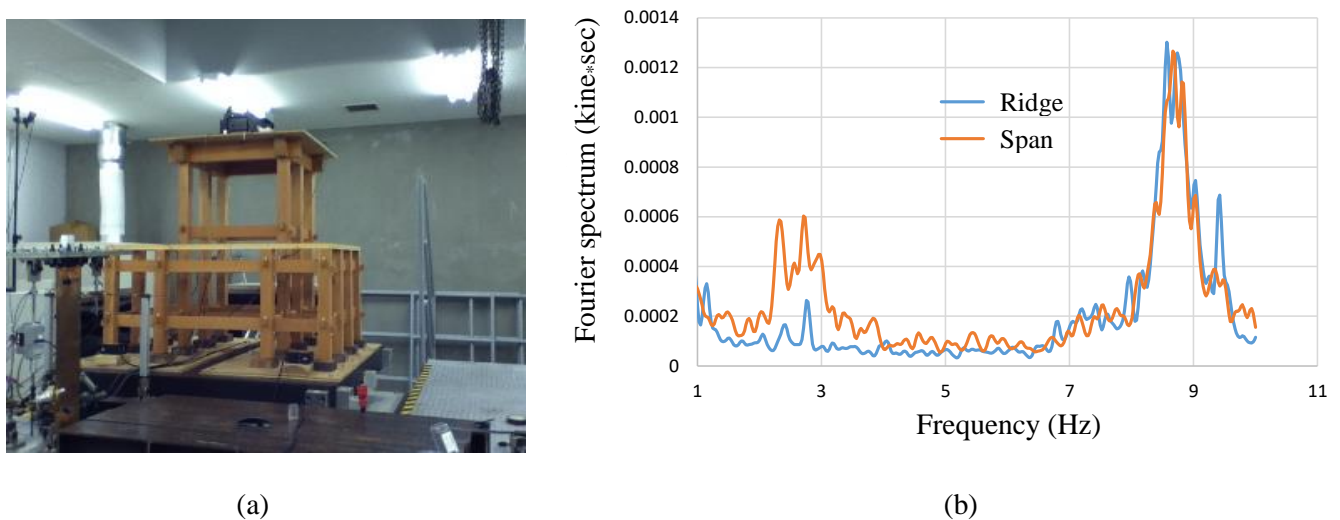 0.0014
0.0012
0.001
0.0008
0.0006
0.0004
0.0002
0
Fourier spectrum (kine*sec)
Ridge
Span
1 3 5 7 9 11
Frequency (Hz)
(a) (b)